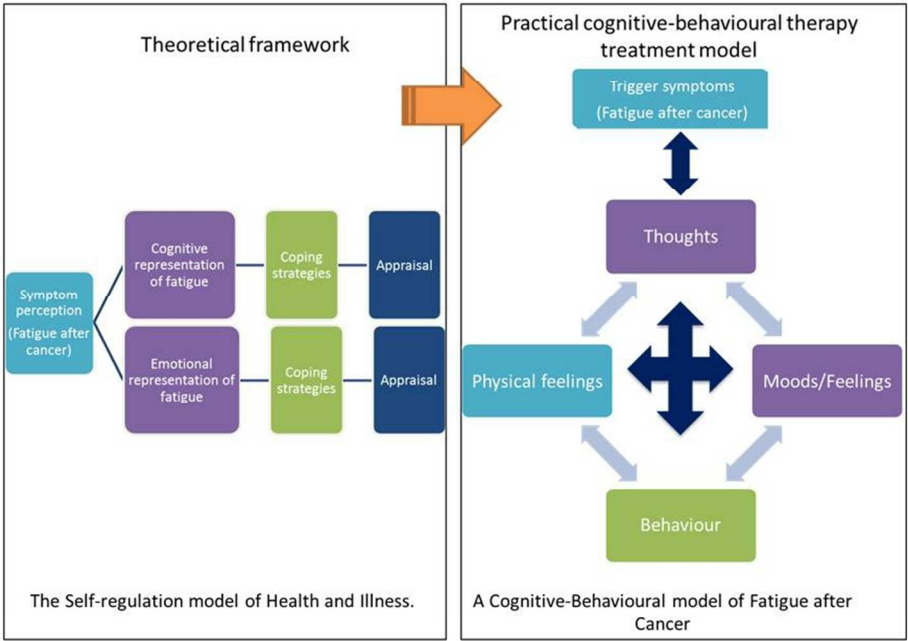 Theoretical framework
Symptom
perception
(Fatigue after
cancer)
Cognitive
representation
of fatigue
Coping
strategies
Appraisal
Emotional
representation of
fatigue
Coping
strategies
Appraisal
The Self-regulation model of Health and Illness.
Practical cognitive-behavioural therapy
treatment model
Trigger symptoms
(Fatigue after cancer)
Thoughts
Physical feelings
Moods/Feelings
Behaviour
A Cognitive-Behavioural model of Fatigue after
Cancer